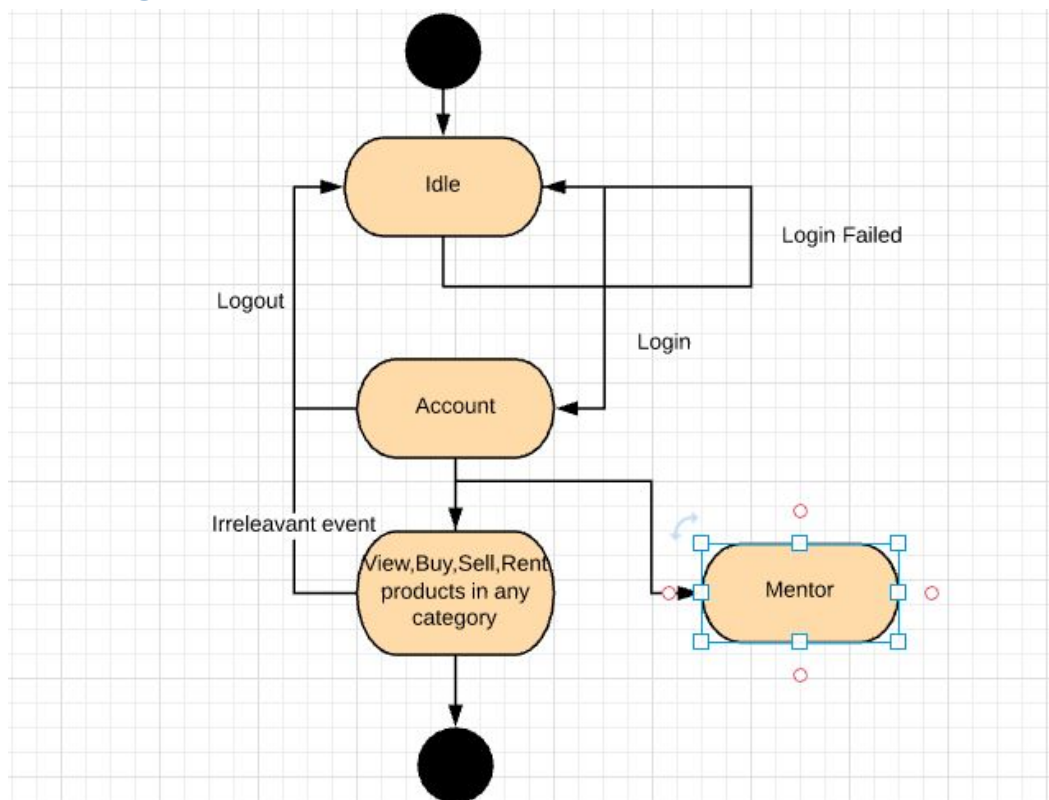 Idle
Login Failed
Logout
Login
Account
Irreleavant event
View,Buy,Sell,Rent
products in any
category
Mentor